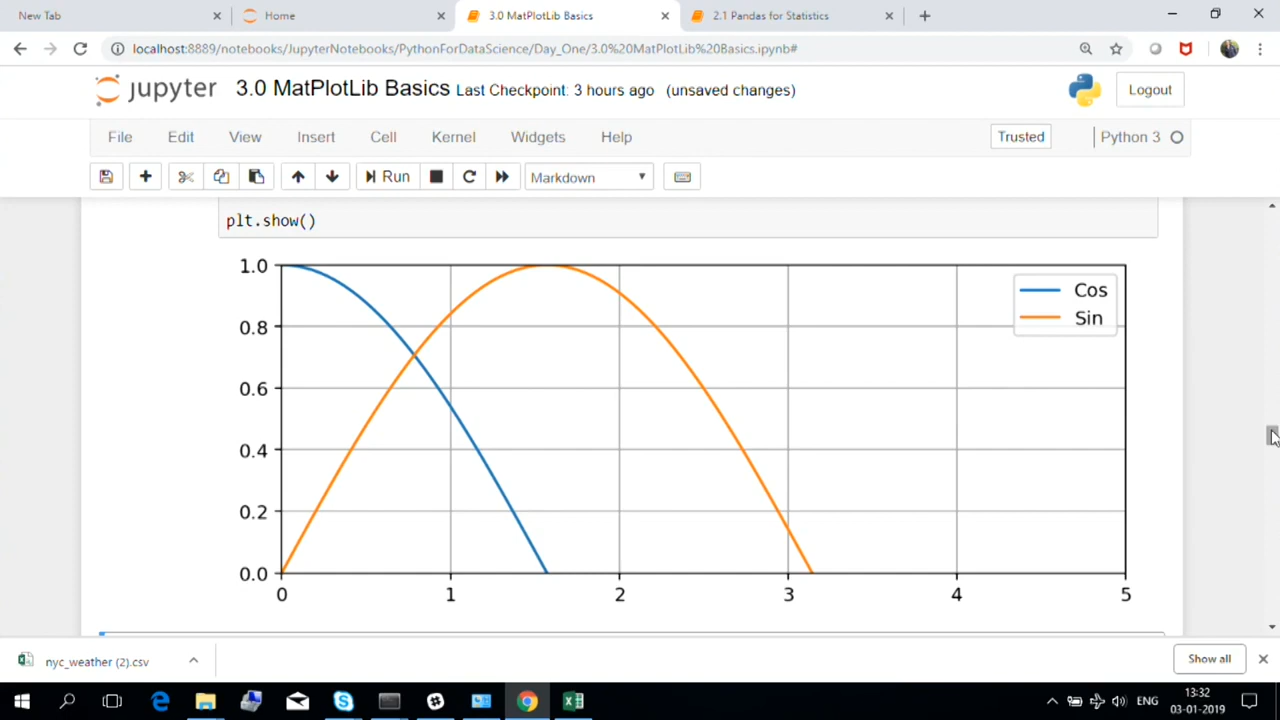 New Tab
Home
3.0 MatPlotLib Basics
2.1 Pandas for Statistics
localhost:8889/notebooks/JupyterNotebooks/PythonForDataScience/Day_One/3.0%20MatPlotLib%20Basics.ipynb#
jupyter 3.0 MatPlotLib Basics Last Checkpoint: 3 hours ago (unsaved changes)
Logout
File Edit View Insert Cell Kernel Widgets Help
Trusted
Python 3
Run
Markdown
plt.show()
1.0
0.8
0.6
0.4
0.2
0.0
Cos
Sin
0 1 2 3 4 5
nyc_weather (2).csv
Show all
ENG
13:32
03-01-2019